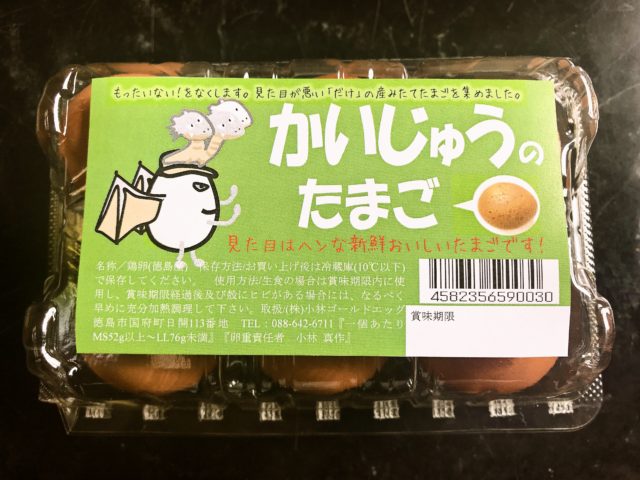 もったいない!をなくします。見た目が悪い「だけ」の産みたてたまごを集めました。
かいじゅうの
たまご
見た目はヘンな新鮮おいしいたまごです!
名称/鶏卵(徳島産) 保存方法/お買い上げ後は冷蔵庫(10℃以下)
で保存してください。 使用方法/生食の場合は賞味期限内に使
用し、賞味期限経過後及び殻にヒビがある場合には、なるべく
早めに充分加熱調理して下さい。取扱(株)小林ゴールドエッグ
徳島市国府町日開113番地 TEL:088-642-6711『一個あたり
MS52g以上~LL76g未満』『卵重責任者 小林 真作』
4582356590030
賞味期限